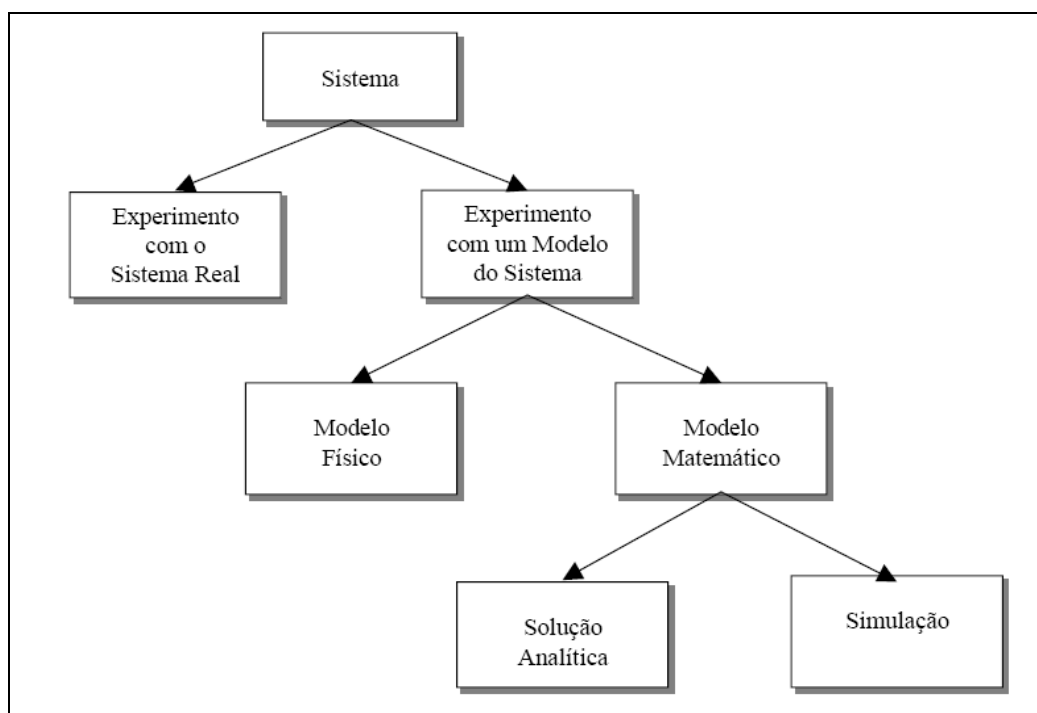 Sistema
Experimento
com o
Sistema Real
Experimento
com um Modelo
do Sistema
Modelo
Físico
Modelo
Matemático
Solução
Analítica
Simulação